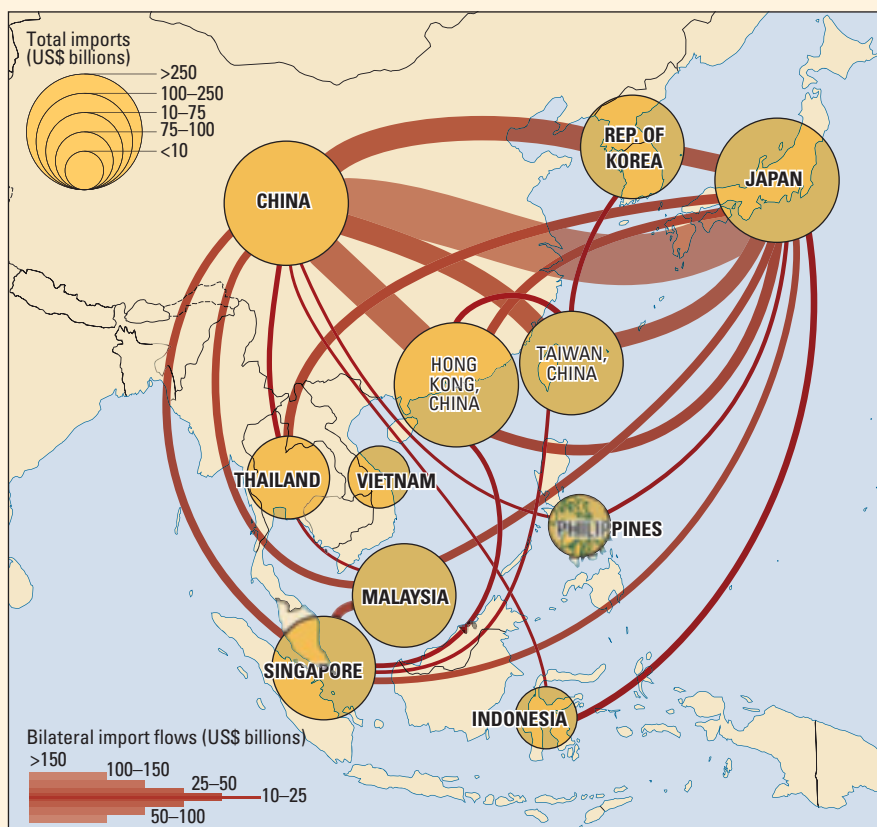 Total imports
(US$ billions)
>250
100–250
10–75
75–100
<10
REP. OF
KOREA
JAPAN
CHINA
HONG
KONG,
CHINA
TAIWAN,
CHINA
THAILAND
VIETNAM
PHILIPPINES
MALAYSIA
SINGAPORE
INDONESIA
Bilateral import flows (US$ billions)
>150
100–150
25–50
10–25
50–100